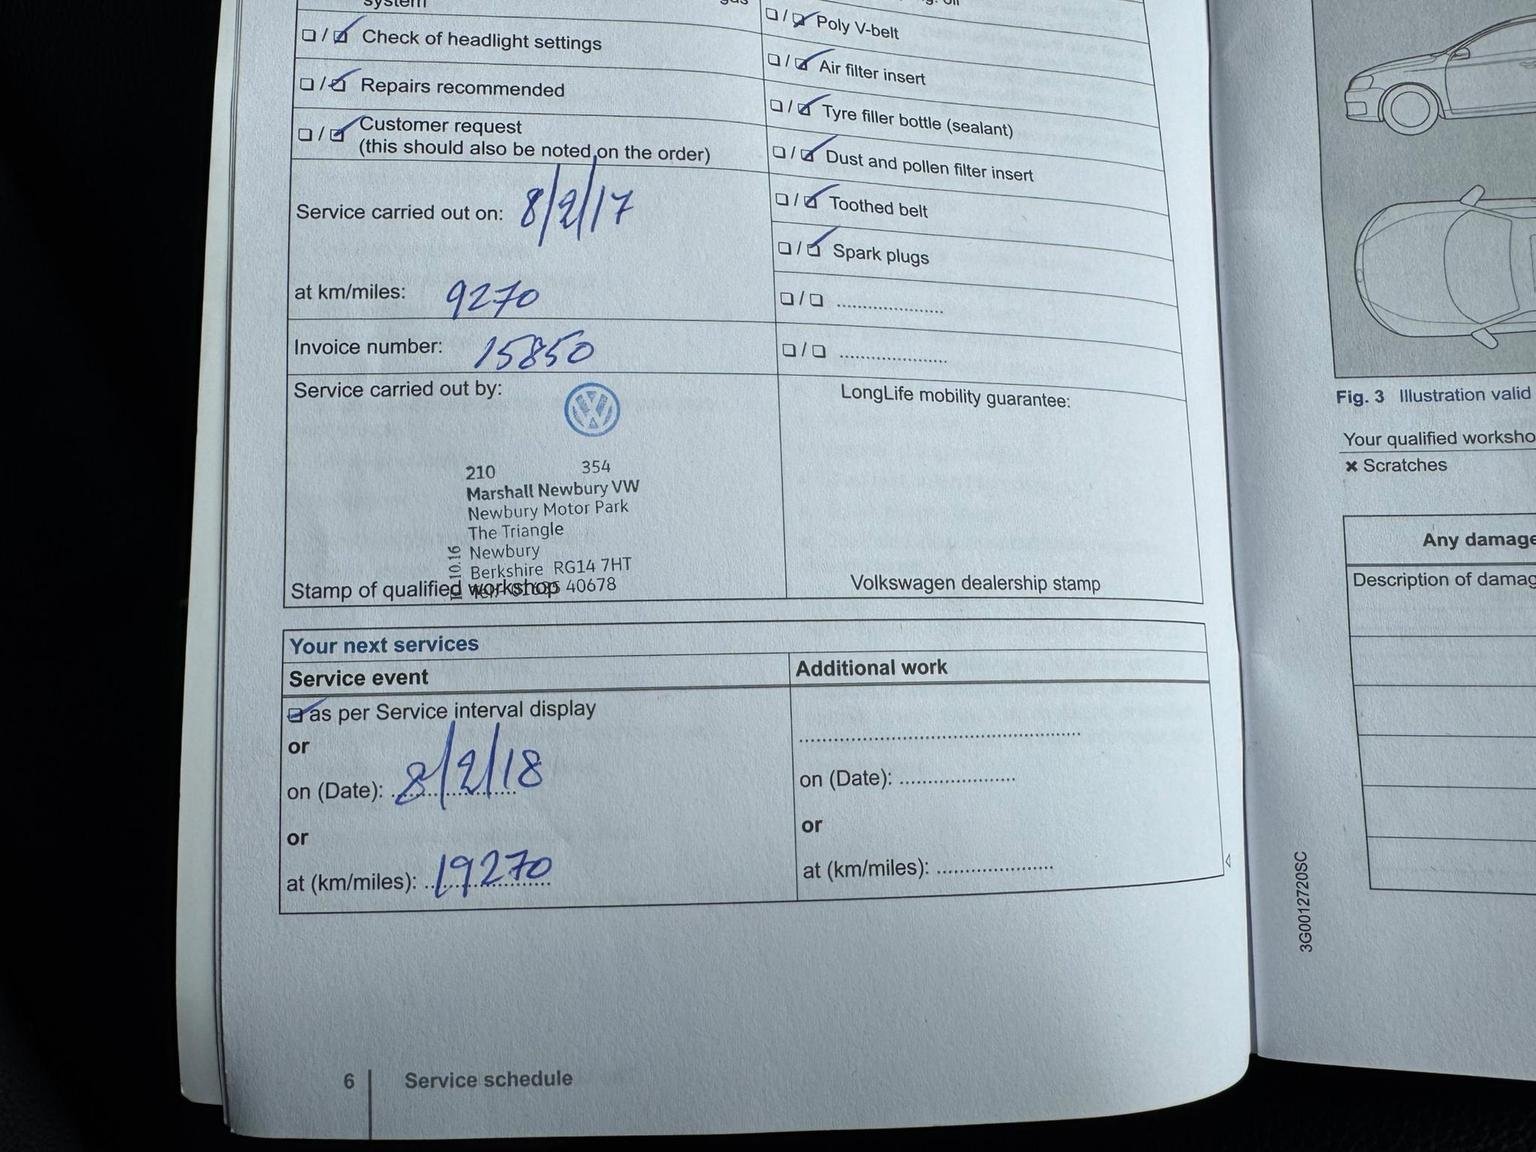 system
❏ / ❏ Check of headlight settings
❏ / ❏ Repairs recommended
❏ / ❏ Customer request
(this should also be noted on the order)
Service carried out on: 8/2/17
at km/miles: 9270
Invoice number: 15850
Service carried out by:
210 354
Marshall Newbury VW
Newbury Motor Park
The Triangle
Newbury
Berkshire RG14 7HT
40678
10.16
Stamp of qualified workshop
❏ / ❏ Poly V-belt
❏ / ❏ Air filter insert
❏ / ❏ Tyre filler bottle (sealant)
❏ / ❏ Dust and pollen filter insert
❏ / ❏ Toothed belt
❏ / ❏ Spark plugs
❏ / ❏ ....................
❏ / ❏ ....................
LongLife mobility guarantee:
Volkswagen dealership stamp
Your next services
Service event
❏ as per Service interval display
or
on (Date): 8/2/18
or
at (km/miles): 19270
Additional work
....................
on (Date): ....................
or
at (km/miles): ....................
6 Service schedule
Fig. 3 Illustration valid
Your qualified worksho
× Scratches
Any damage
Description of damag
3G0012720SC